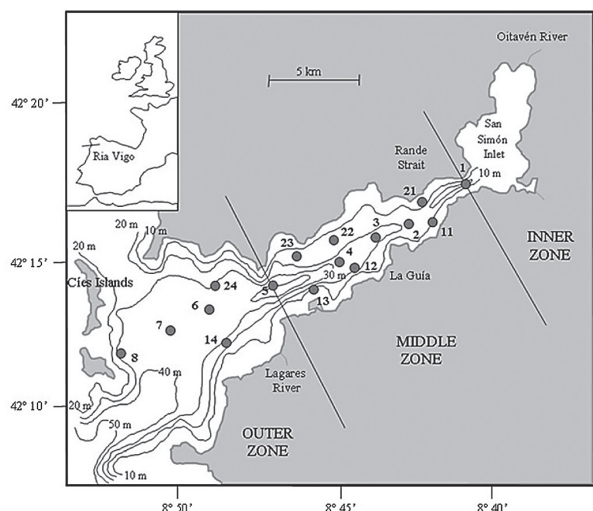 Oitavén River
5 km
42° 20'
San
Simón
Inlet
Ria Vigo
Rande
Strait
1
10 m
21
20 m
10 m
3
22
2
11
23
INNER
ZONE
20 m
4
42° 15'
12
La Guía
30 m
Cíes Islands
24
5
13
6
7
14
MIDDLE
ZONE
8
40 m
Lagares
River
42° 10'
20 m
50 m
OUTER
ZONE
10 m
8° 50'
8° 45'
8° 40'